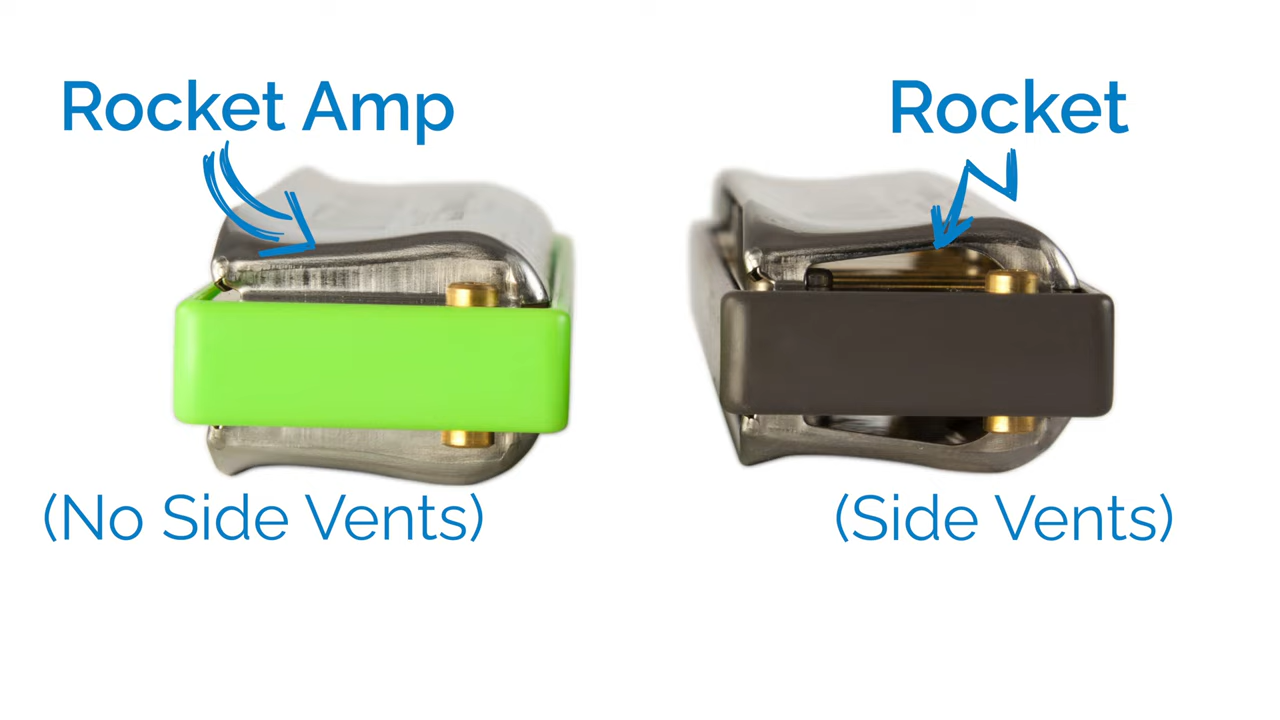 Rocket Amp
Rocket
(No Side Vents)
(Side Vents)